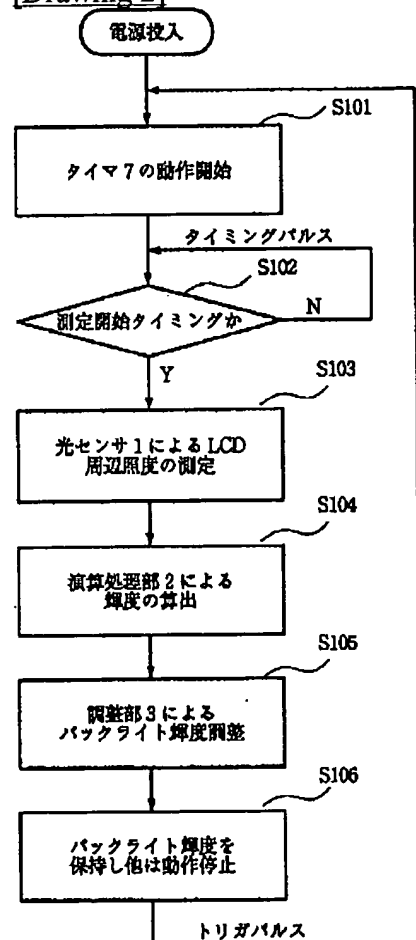 [Drawing 2]
電源投入
S101
タイマ7の動作開始
タイミングパルス
S102
測定開始タイミングか
N
Y
S103
光センサ1によるLCD
周辺照度の測定
S104
演算処理部2による
輝度の算出
S105
調整部3による
バックライト輝度調整
S106
バックライト輝度を
保持し他は動作停止
トリガパルス